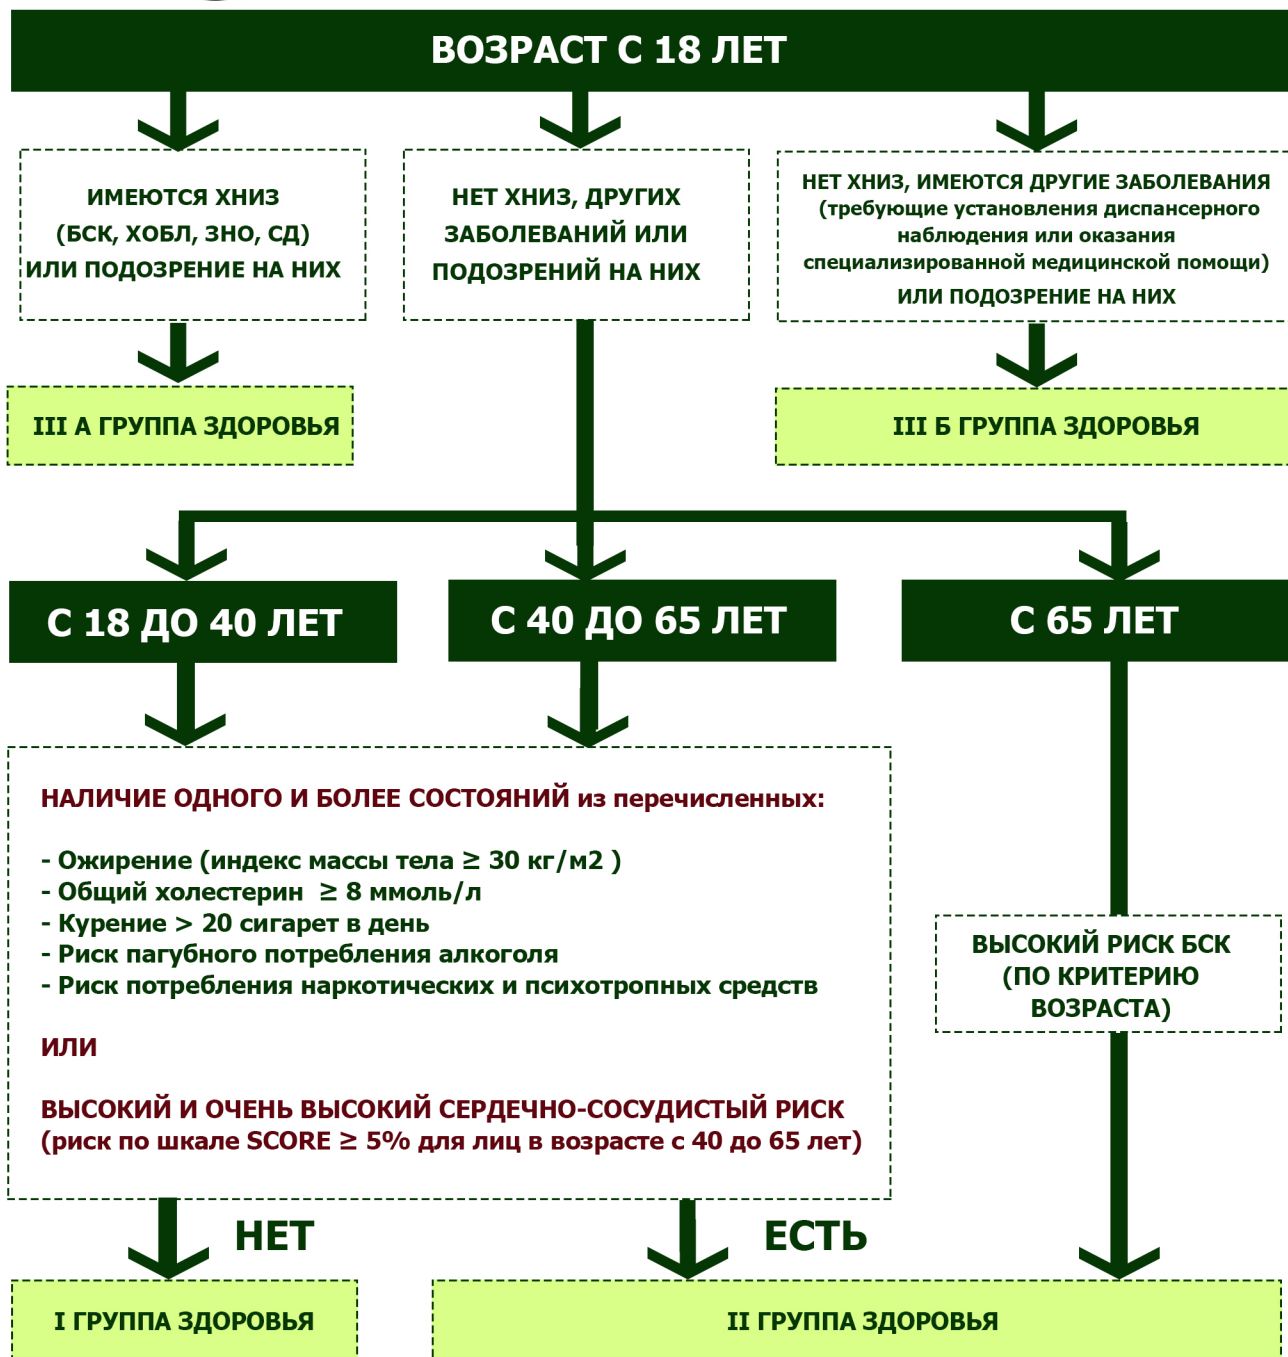 ВОЗРАСТ С 18 ЛЕТ
ИМЕЮТСЯ ХНИЗ
(БСК, ХОБЛ, ЗНО, СД)
ИЛИ ПОДОЗРЕНИЕ НА НИХ
НЕТ ХНИЗ, ДРУГИХ
ЗАБОЛЕВАНИЙ ИЛИ
ПОДОЗРЕНИЙ НА НИХ
НЕТ ХНИЗ, ИМЕЮТСЯ ДРУГИЕ ЗАБОЛЕВАНИЯ
(требующие установления диспансерного
наблюдения или оказания
специализированной медицинской помощи)
ИЛИ ПОДОЗРЕНИЕ НА НИХ
III А ГРУППА ЗДОРОВЬЯ
III Б ГРУППА ЗДОРОВЬЯ
С 18 ДО 40 ЛЕТ
С 40 ДО 65 ЛЕТ
С 65 ЛЕТ
НАЛИЧИЕ ОДНОГО И БОЛЕЕ СОСТОЯНИЙ из перечисленных:
- Ожирение (индекс массы тела ≥ 30 кг/м2 )
- Общий холестерин ≥ 8 ммоль/л
- Курение > 20 сигарет в день
- Риск пагубного потребления алкоголя
- Риск потребления наркотических и психотропных средств
ИЛИ
ВЫСОКИЙ И ОЧЕНЬ ВЫСОКИЙ СЕРДЕЧНО-СОСУДИСТЫЙ РИСК
(риск по шкале SCORE ≥ 5% для лиц в возрасте с 40 до 65 лет)
ВЫСОКИЙ РИСК БСК
(ПО КРИТЕРИЮ
ВОЗРАСТА)
НЕТ
ЕСТЬ
I ГРУППА ЗДОРОВЬЯ
II ГРУППА ЗДОРОВЬЯ